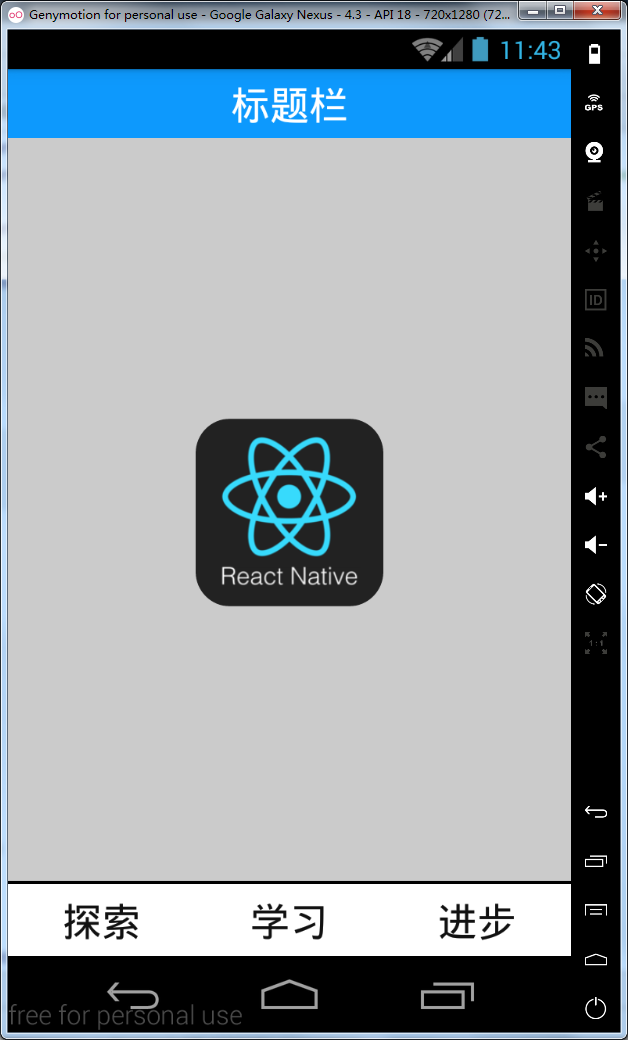 Genymotion for personal use - Google Galaxy Nexus - 4.3 - API 18 - 720x1280 (72...
11:43
GPS
标题栏
ID
React Native
1:1
探索
学习
进步
free for personal use